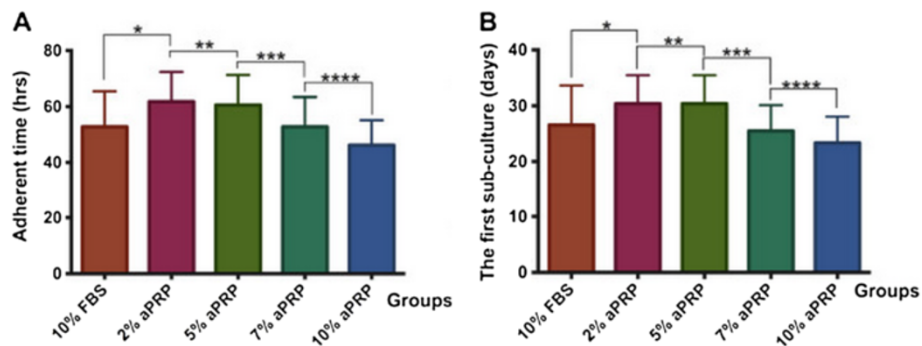 A
Adherent time (hrs)
80
60
40
20
0
*
**
***
****
10% FBS
2% aPRP
5% aPRP
7% aPRP
10% aPRP
Groups
B
The first sub-culture (days)
40
30
20
10
0
*
**
***
****
10% FBS
2% aPRP
5% aPRP
7% aPRP
10% aPRP
Groups